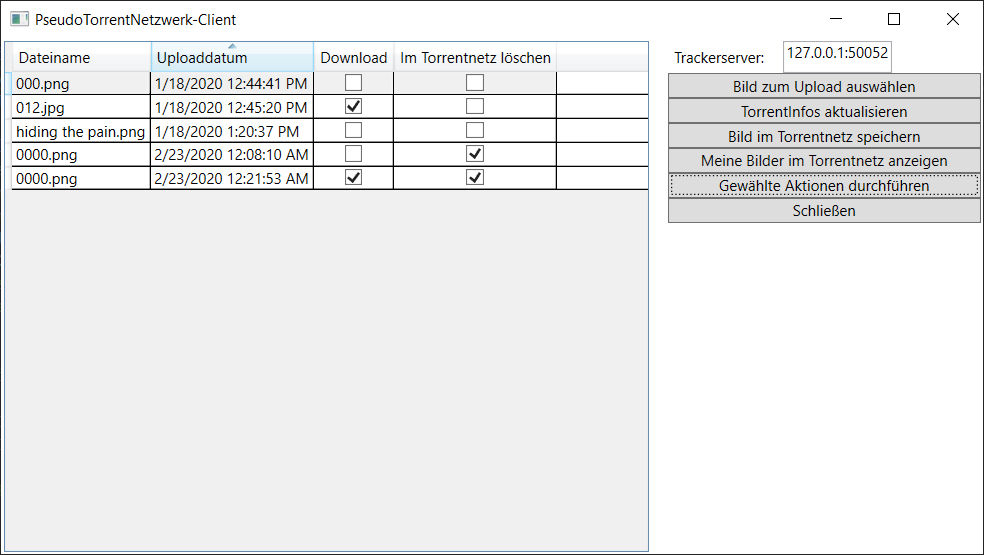 PseudoTorrentNetzwerk-Client
Dateiname Uploaddatum Download Im Torrentnetz löschen
000.png 1/18/2020 12:44:41 PM
012.jpg 1/18/2020 12:45:20 PM
hiding the pain.png 1/18/2020 1:20:37 PM
0000.png 2/23/2020 12:08:10 AM
0000.png 2/23/2020 12:21:53 AM
Trackerserver: 127.0.0.1:50052
Bild zum Upload auswählen
TorrentInfos aktualisieren
Bild im Torrentnetz speichern
Meine Bilder im Torrentnetz anzeigen
Gewählte Aktionen durchführen
Schließen